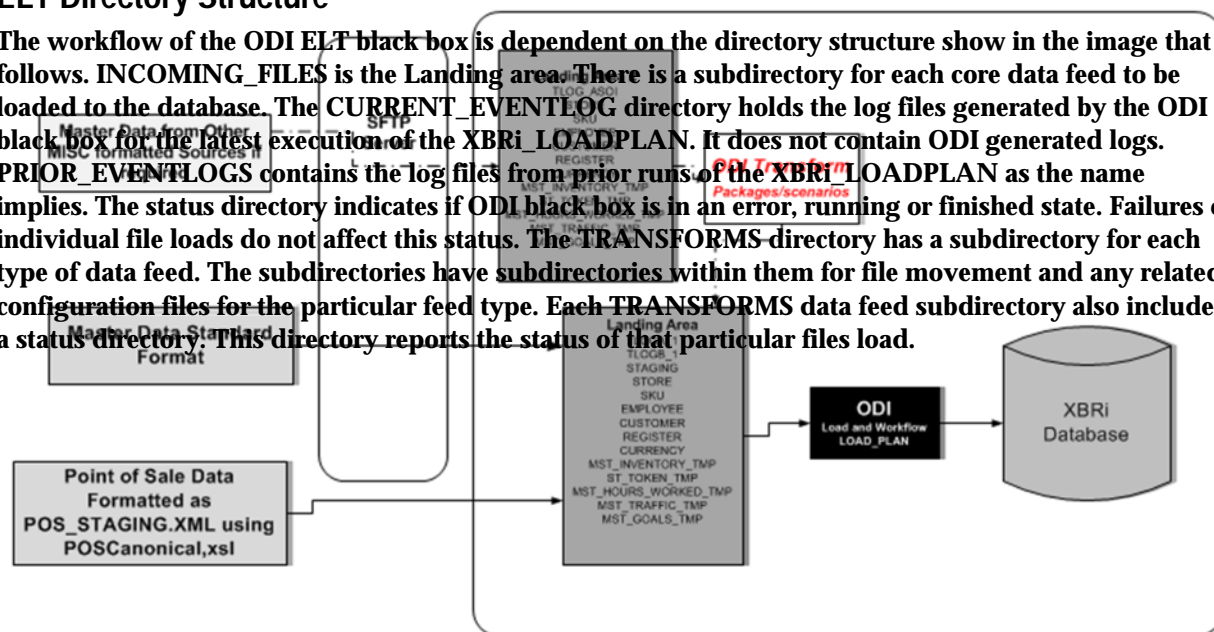 ELT Directory Structure
The workflow of the ODI ELT black box is dependent on the directory structure show in the image that
follows. INCOMING_FILES is the Landing area. There is a subdirectory for each core data feed to be
loaded to the database. The CURRENT_EVENTLOG directory holds the log files generated by the ODI
black box for the latest execution of the XBRi_LOADPLAN. It does not contain ODI generated logs.
PRIOR_EVENTLOGS contains the log files from prior runs of the XBRi_LOADPLAN as the name
implies. The status directory indicates if ODI black box is in an error, running or finished state. Failures
individual file loads do not affect this status. The TRANSFORMS directory has a subdirectory for each
type of data feed. The subdirectories have subdirectories within them for file movement and any related
configuration files for the particular feed type. Each TRANSFORMS data feed subdirectory also include
a status directory. This directory reports the status of that particular files load.
Master Data from Other
MISC formatted Sources if
SFTP
Server
TLOG_ASOI
SKU
REGISTER
MST_INVENTORY_TMP
ODI Transform
Packages/scenarios
Master Data Standard
Format
Point of Sale Data
Formatted as
POS_STAGING.XML using
POSCanonical,xsl
Landing Area
TLOGB_1
STAGING
STORE
SKU
EMPLOYEE
CUSTOMER
REGISTER
CURRENCY
MST_INVENTORY_TMP
ST_TOKEN_TMP
MST_HOURS_WORKED_TMP
MST_TRAFFIC_TMP
MST_GOALS_TMP
ODI
Load and Workflow
LOAD_PLAN
XBRi
Database